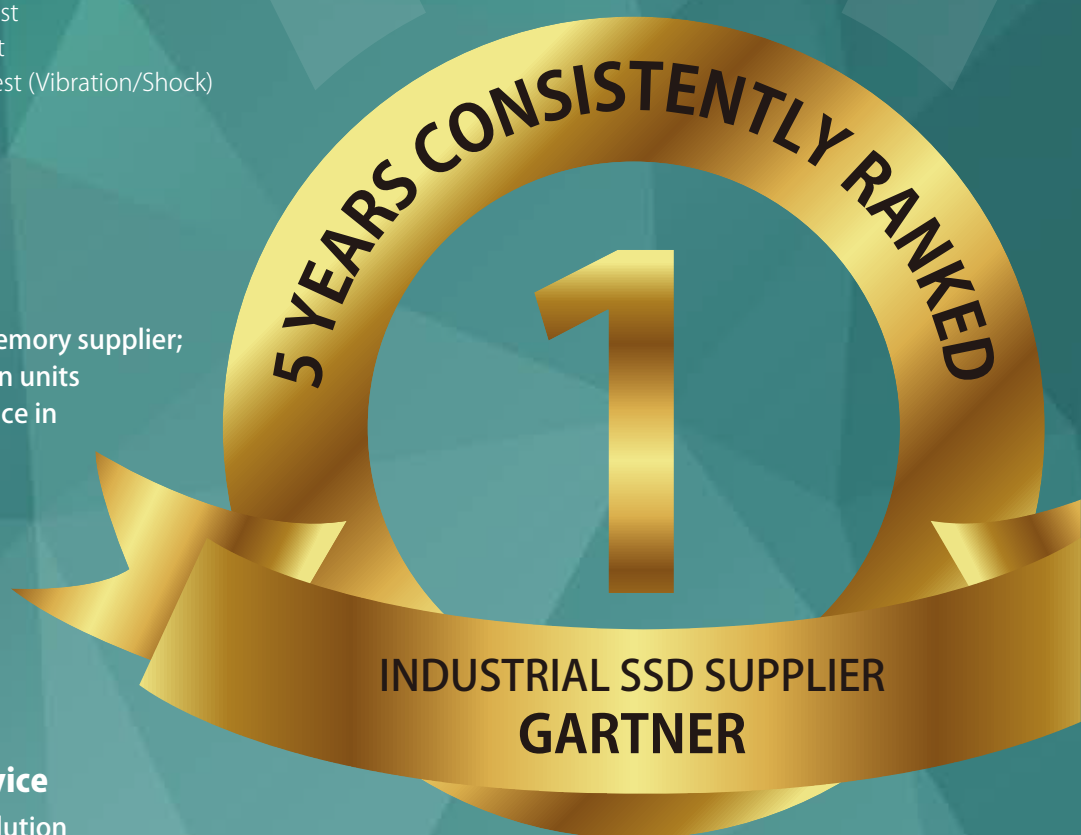 st
t
est (Vibration/Shock)
5 YEARS CONSISTENTLY RANKED
1
emory supplier;
n units
ce in
INDUSTRIAL SSD SUPPLIER
GARTNER
vice
lution